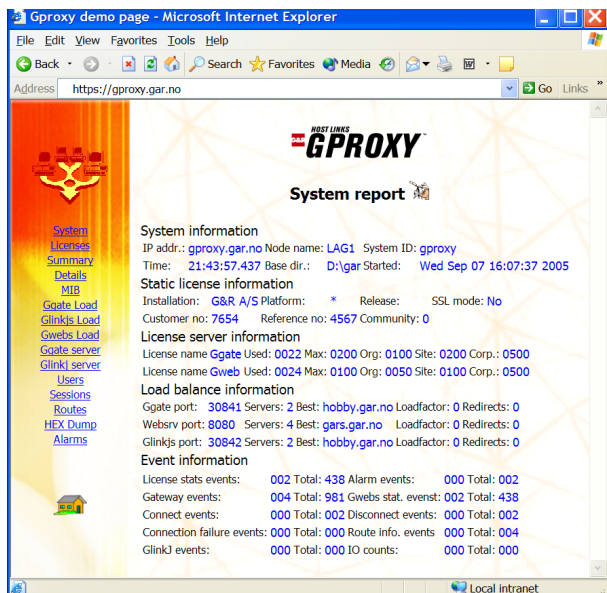 Gproxy demo page - Microsoft Internet Explorer
File Edit View Favorites Tools Help
Back Search Favorites Media
Address https://gproxy.gar.no Go Links »
HOST LINKS
G&R GPROXY™
System report
System
Licenses
Summary
Details
MIB
Ggate Load
Glinkjs Load
Gwebs Load
Ggate server
Glinkj server
Users
Sessions
Routes
HEX Dump
Alarms
System information
IP addr.: gproxy.gar.no Node name: LAG1 System ID: gproxy
Time: 21:43:57.437 Base dir.: D:\gar Started: Wed Sep 07 16:07:37 2005
Static license information
Installation: G&R A/S Platform: * Release: SSL mode: No
Customer no: 7654 Reference no: 4567 Community: 0
License server information
License name Ggate Used: 0022 Max: 0200 Org: 0100 Site: 0200 Corp.: 0500
License name Gweb Used: 0024 Max: 0100 Org: 0050 Site: 0100 Corp.: 0500
Load balance information
Ggate port: 30841 Servers: 2 Best: hobby.gar.no Loadfactor: 0 Redirects: 0
Websrv port: 8080 Servers: 4 Best: gars.gar.no Loadfactor: 0 Redirects: 0
Glinkjs port: 30842 Servers: 2 Best: hobby.gar.no Loadfactor: 0 Redirects: 0
Event information
License stats events: 002 Total: 438 Alarm events: 000 Total: 002
Gateway events: 004 Total: 981 Gwebs stat. evenst: 002 Total: 438
Connect events: 000 Total: 002 Disconnect events: 000 Total: 002
Connection failure events: 000 Total: 000 Route info. events 000 Total: 004
GlinkJ events: 000 Total: 000 IO counts: 000 Total: 000
Local intranet